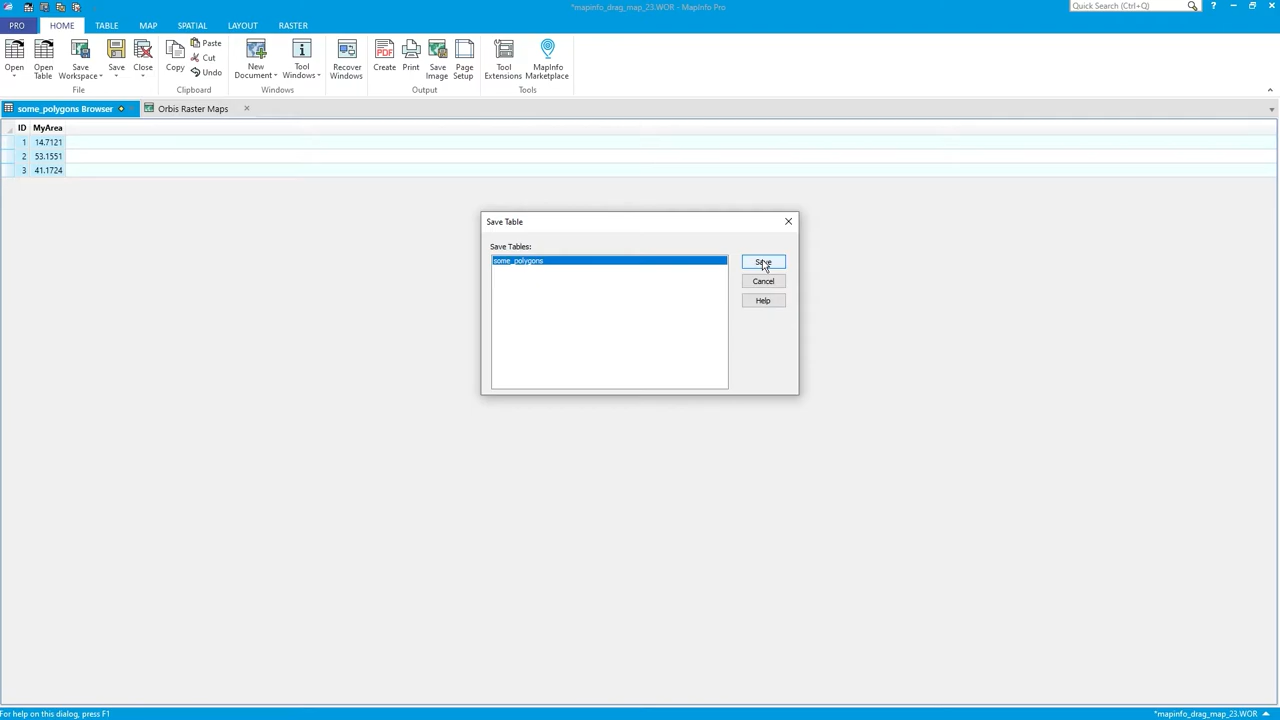 *mapinfo_drag_map_23.WOR - MapInfo Pro
Quick Search (Ctrl+Q)
PRO HOME TABLE MAP SPATIAL LAYOUT RASTER
Open
Open Table
Save Workspace
Save
Close
File
Copy
Paste
Cut
Undo
Clipboard
New Document
Tool Windows
Recover Windows
Windows
Create
Print
Save Image
Page Setup
Output
Tool Extensions
MapInfo Marketplace
Tools
some_polygons Browser
Orbis Raster Maps
ID MyArea
1 14.7121
2 53.1551
3 41.1724
Save Table
Save Tables:
some_polygons
Save
Cancel
Help
For help on this dialog, press F1
*mapinfo_drag_map_23.WOR